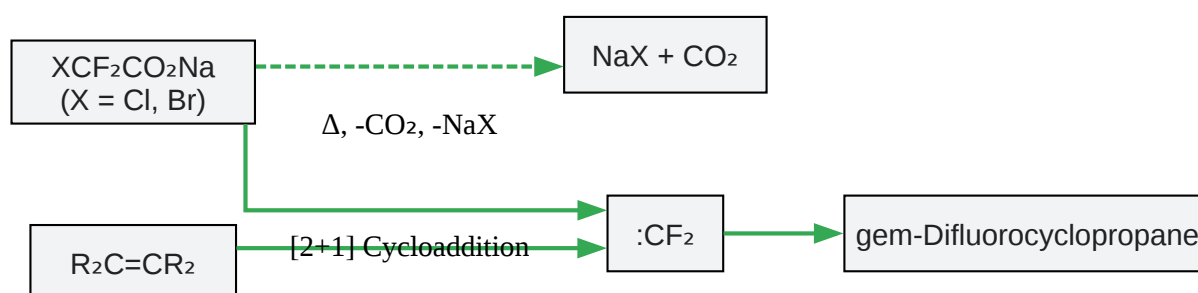 XCF₂CO₂Na
(X = Cl, Br)
NaX + CO₂
Δ, -CO₂, -NaX
[2+1] Cycloaddition
R₂C=CR₂
:CF₂
gem-Difluorocyclopropane